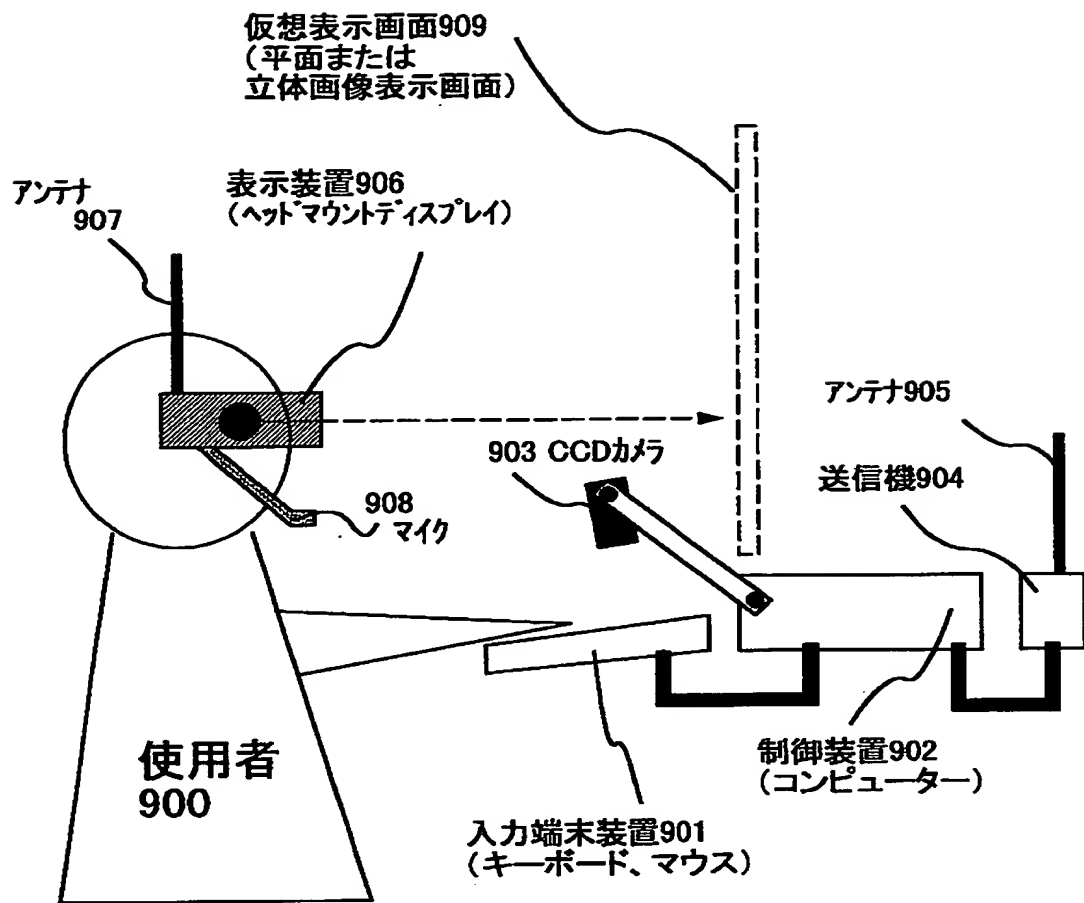 仮想表示画面909
(平面または
立体画像表示画面)
アンテナ
907
表示装置906
(ヘッドマウントディスプレイ)
アンテナ905
903 CCDカメラ
送信機904
908
マイク
使用者
900
制御装置902
(コンピューター)
入力端末装置901
(キーボード、マウス)